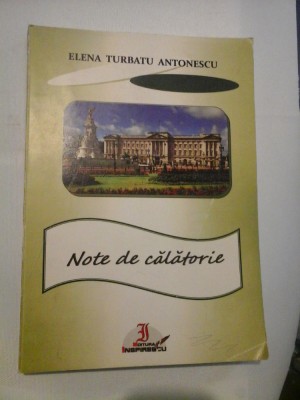 ELENA TURBATU ANTONESCU
Note de călătorie
EDITURA
INSPIRESCU